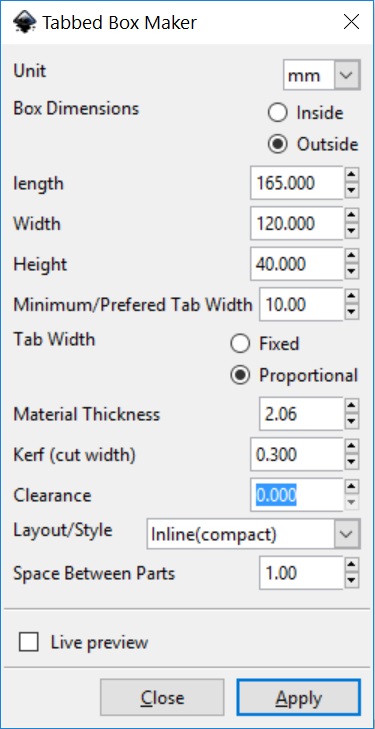 Tabbed Box Maker
Unit mm
Box Dimensions Inside
Outside
length 165.000
Width 120.000
Height 40.000
Minimum/Prefered Tab Width 10.00
Tab Width Fixed
Proportional
Material Thickness 2.06
Kerf (cut width) 0.300
Clearance 0.000
Layout/Style Inline(compact)
Space Between Parts 1.00
Live preview
Close Apply